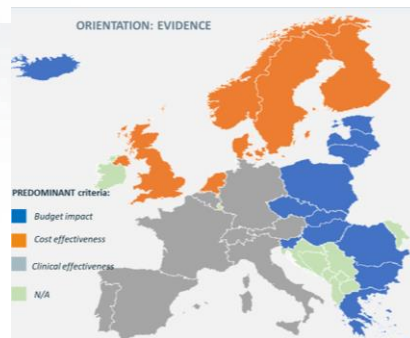 ORIENTATION: EVIDENCE
PREDOMINANT criteria:
Budget impact
Cost effectiveness
Clinical effectiveness
N/A